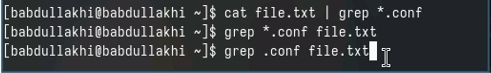 [babdullakhi@babdullakhi ~]$ cat file.txt | grep *.conf
[babdullakhi@babdullakhi ~]$ grep *.conf file.txt
[babdullakhi@babdullakhi ~]$ grep .conf file.txt